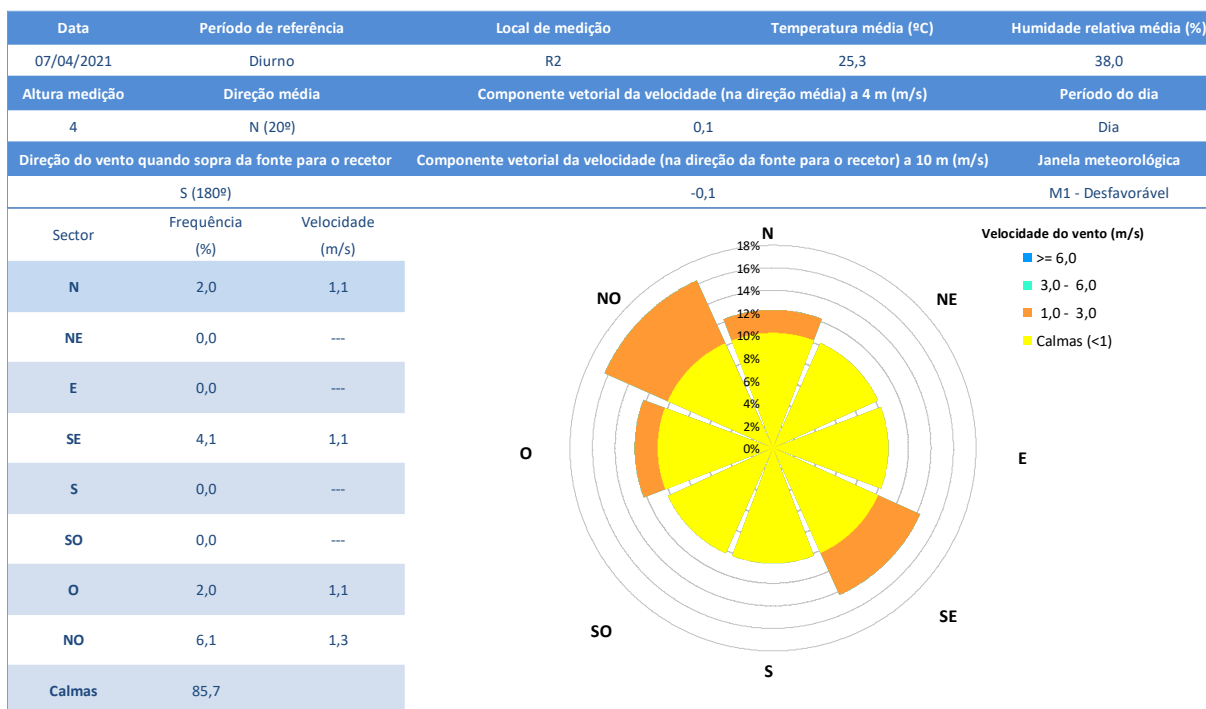 Data Período de referência Local de medição Temperatura média (ºC) Humidade relativa média (%)
07/04/2021 Diurno R2 25,3 38,0
Altura medição Direção média Componente vetorial da velocidade (na direção média) a 4 m (m/s) Período do dia
4 N (20º) 0,1 Dia
Direção do vento quando sopra da fonte para o recetor Componente vetorial da velocidade (na direção da fonte para o recetor) a 10 m (m/s) Janela meteorológica
S (180º) -0,1 M1 - Desfavorável
Sector Frequência (%) Velocidade (m/s)
N 2,0 1,1
NE 0,0 ---
E 0,0 ---
SE 4,1 1,1
S 0,0 ---
SO 0,0 ---
O 2,0 1,1
NO 6,1 1,3
Calmas 85,7
N
NE
E
SE
S
SO
O
NO
18%
16%
14%
12%
10%
8%
6%
4%
2%
0%
Velocidade do vento (m/s)
>= 6,0
3,0 - 6,0
1,0 - 3,0
Calmas (<1)